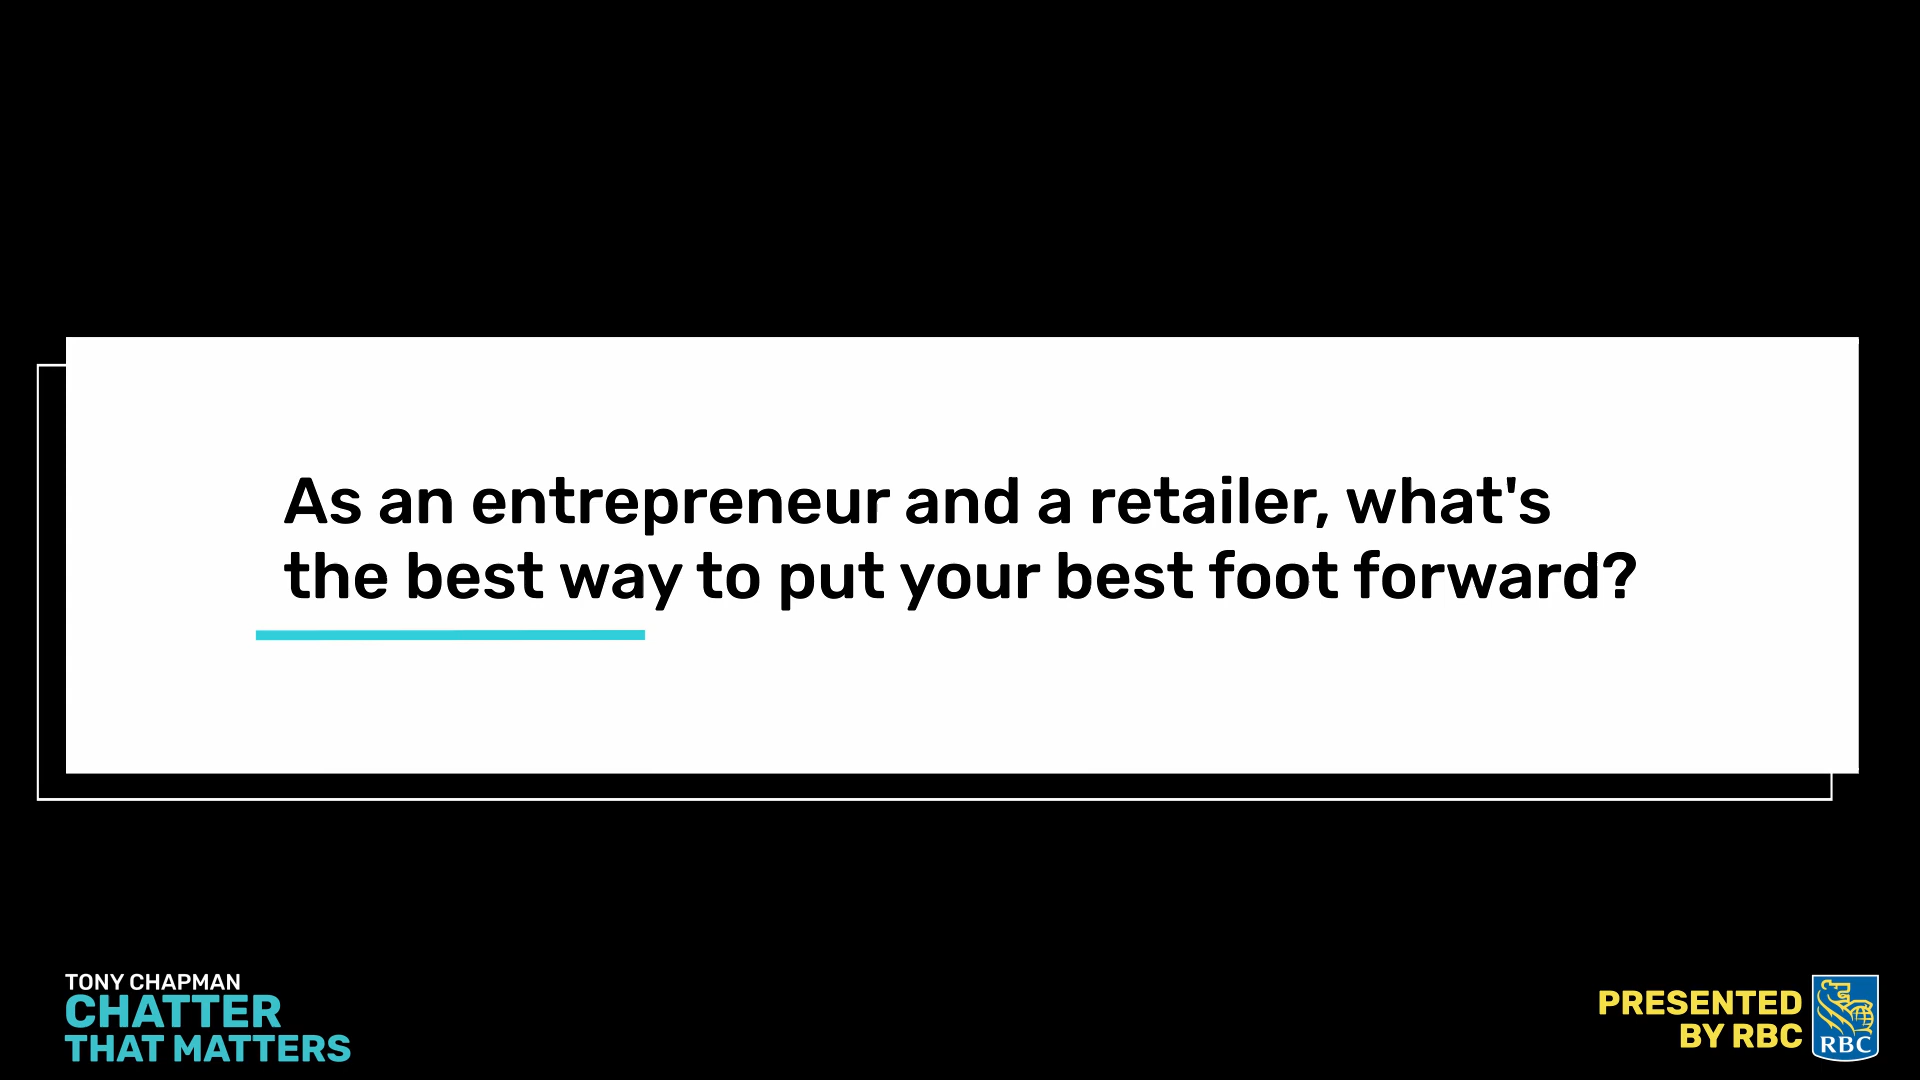 As an entrepreneur and a retailer, what's
the best way to put your best foot forward?
TONY CHAPMAN
CHATTER
THAT MATTERS
PRESENTED
BY RBC
RBC